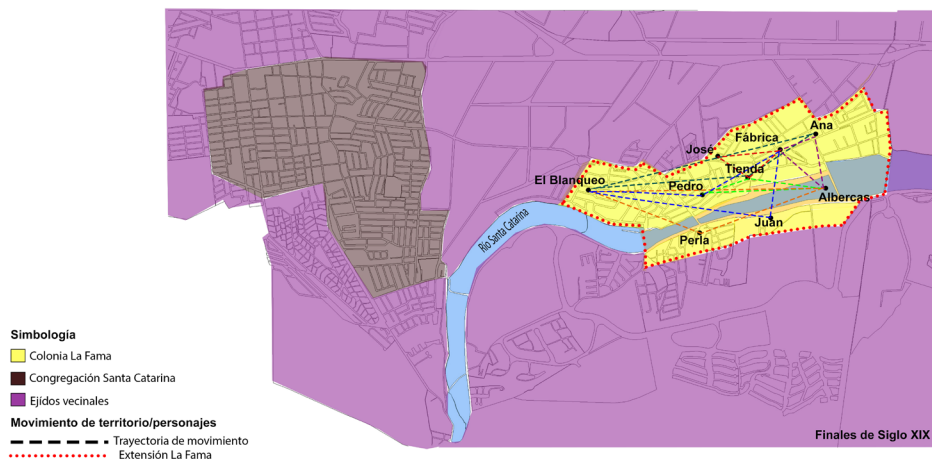 Ana
Fábrica
José
Tienda
El Blanqueo
Pedro
Albercas
Juan
Perla
Río Santa Catarina
Simbología
Colonia La Fama
Congregación Santa Catarina
Ejídos vecinales
Movimiento de territorio/personajes
Trayectoria de movimiento
Extensión La Fama
Finales de Siglo XIX